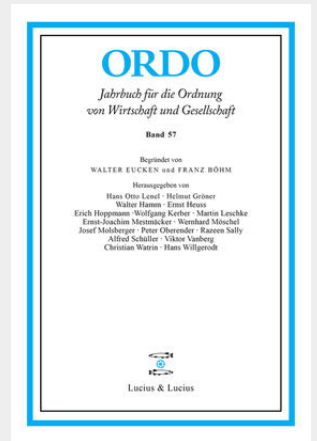 ORDO
Jahrbuch für die Ordnung
von Wirtschaft und Gesellschaft
Band 57
Begründet von
WALTER EUCKEN und FRANZ BÖHM
Herausgegeben von
Hans Otto Lenel · Helmut Gröner
Walter Hamm · Ernst Heuss
Erich Hoppmann · Wolfgang Kerber · Martin Leschke
Ernst-Joachim Mestmäcker · Wernhard Möschel
Josef Molsberger · Peter Oberender · Razeen Sally
Alfred Schüller · Viktor Vanberg
Christian Watrin · Hans Willgerodt
Lucius & Lucius